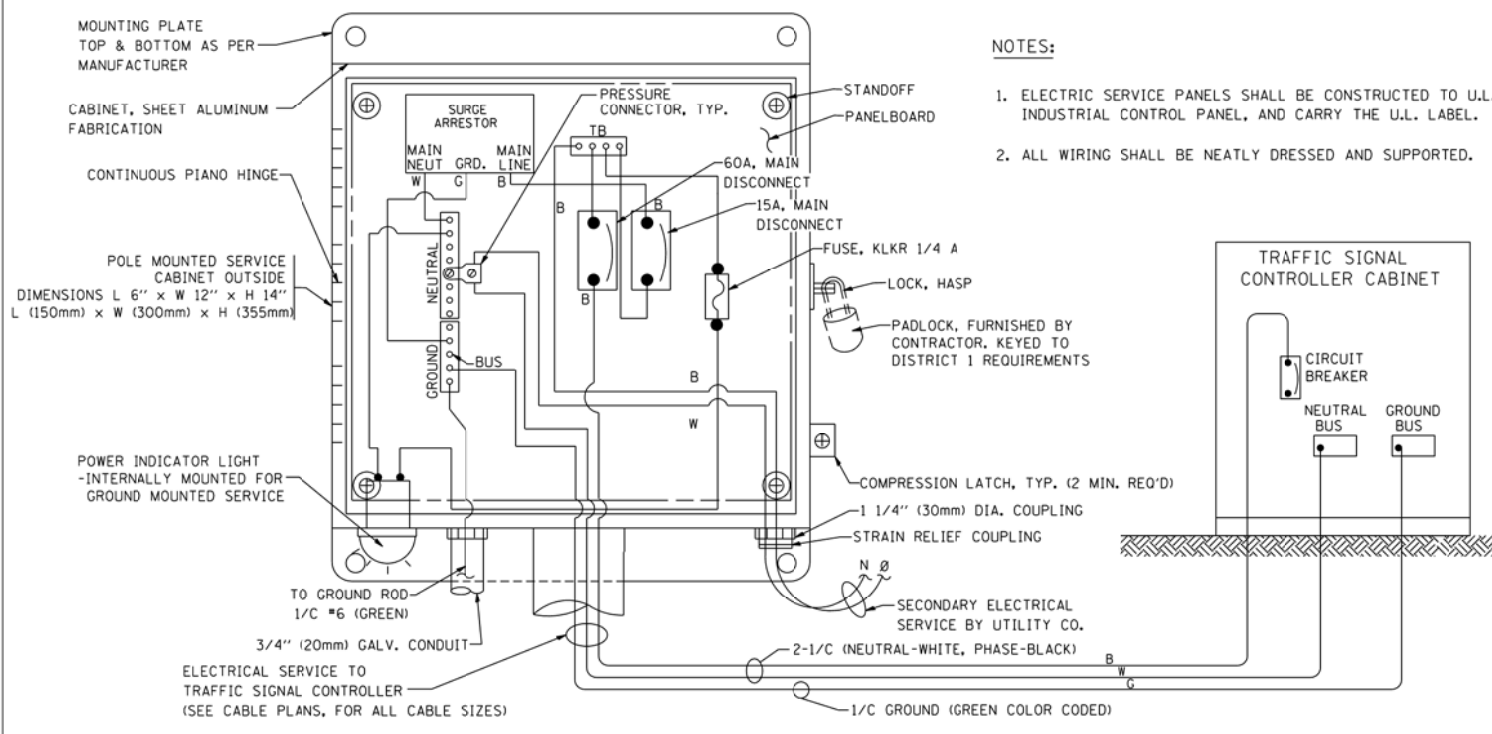 MOUNTING PLATE
TOP & BOTTOM AS PER
MANUFACTURER
CABINET, SHEET ALUMINUM
FABRICATION
CONTINUOUS PIANO HINGE
POLE MOUNTED SERVICE
CABINET OUTSIDE
DIMENSIONS L 6'' x W 12'' x H 14''
L (150mm) x W (300mm) x H (355mm)
POWER INDICATOR LIGHT
-INTERNALLY MOUNTED FOR
GROUND MOUNTED SERVICE
SURGE
ARRESTOR
MAIN
NEUT
GRD.
MAIN
LINE
W
G
B
PRESSURE
CONNECTOR, TYP.
TB
STANDOFF
PANELBOARD
60A, MAIN
DISCONNECT
15A, MAIN
DISCONNECT
B
B
B
FUSE, KLKR 1/4 A
LOCK, HASP
PADLOCK, FURNISHED BY
CONTRACTOR. KEYED TO
DISTRICT 1 REQUIREMENTS
NEUTRAL
GROUND
BUS
B
W
COMPRESSION LATCH, TYP. (2 MIN. REQ'D)
1 1/4'' (30mm) DIA. COUPLING
STRAIN RELIEF COUPLING
N Ø
SECONDARY ELECTRICAL
SERVICE BY UTILITY CO.
TO GROUND ROD
1/C #6 (GREEN)
3/4'' (20mm) GALV. CONDUIT
ELECTRICAL SERVICE TO
TRAFFIC SIGNAL CONTROLLER
(SEE CABLE PLANS, FOR ALL CABLE SIZES)
2-1/C (NEUTRAL-WHITE, PHASE-BLACK)
B
W
G
1/C GROUND (GREEN COLOR CODED)
NOTES:
1. ELECTRIC SERVICE PANELS SHALL BE CONSTRUCTED TO U.L.
INDUSTRIAL CONTROL PANEL, AND CARRY THE U.L. LABEL.
2. ALL WIRING SHALL BE NEATLY DRESSED AND SUPPORTED.
TRAFFIC SIGNAL
CONTROLLER CABINET
CIRCUIT
BREAKER
NEUTRAL
BUS
GROUND
BUS